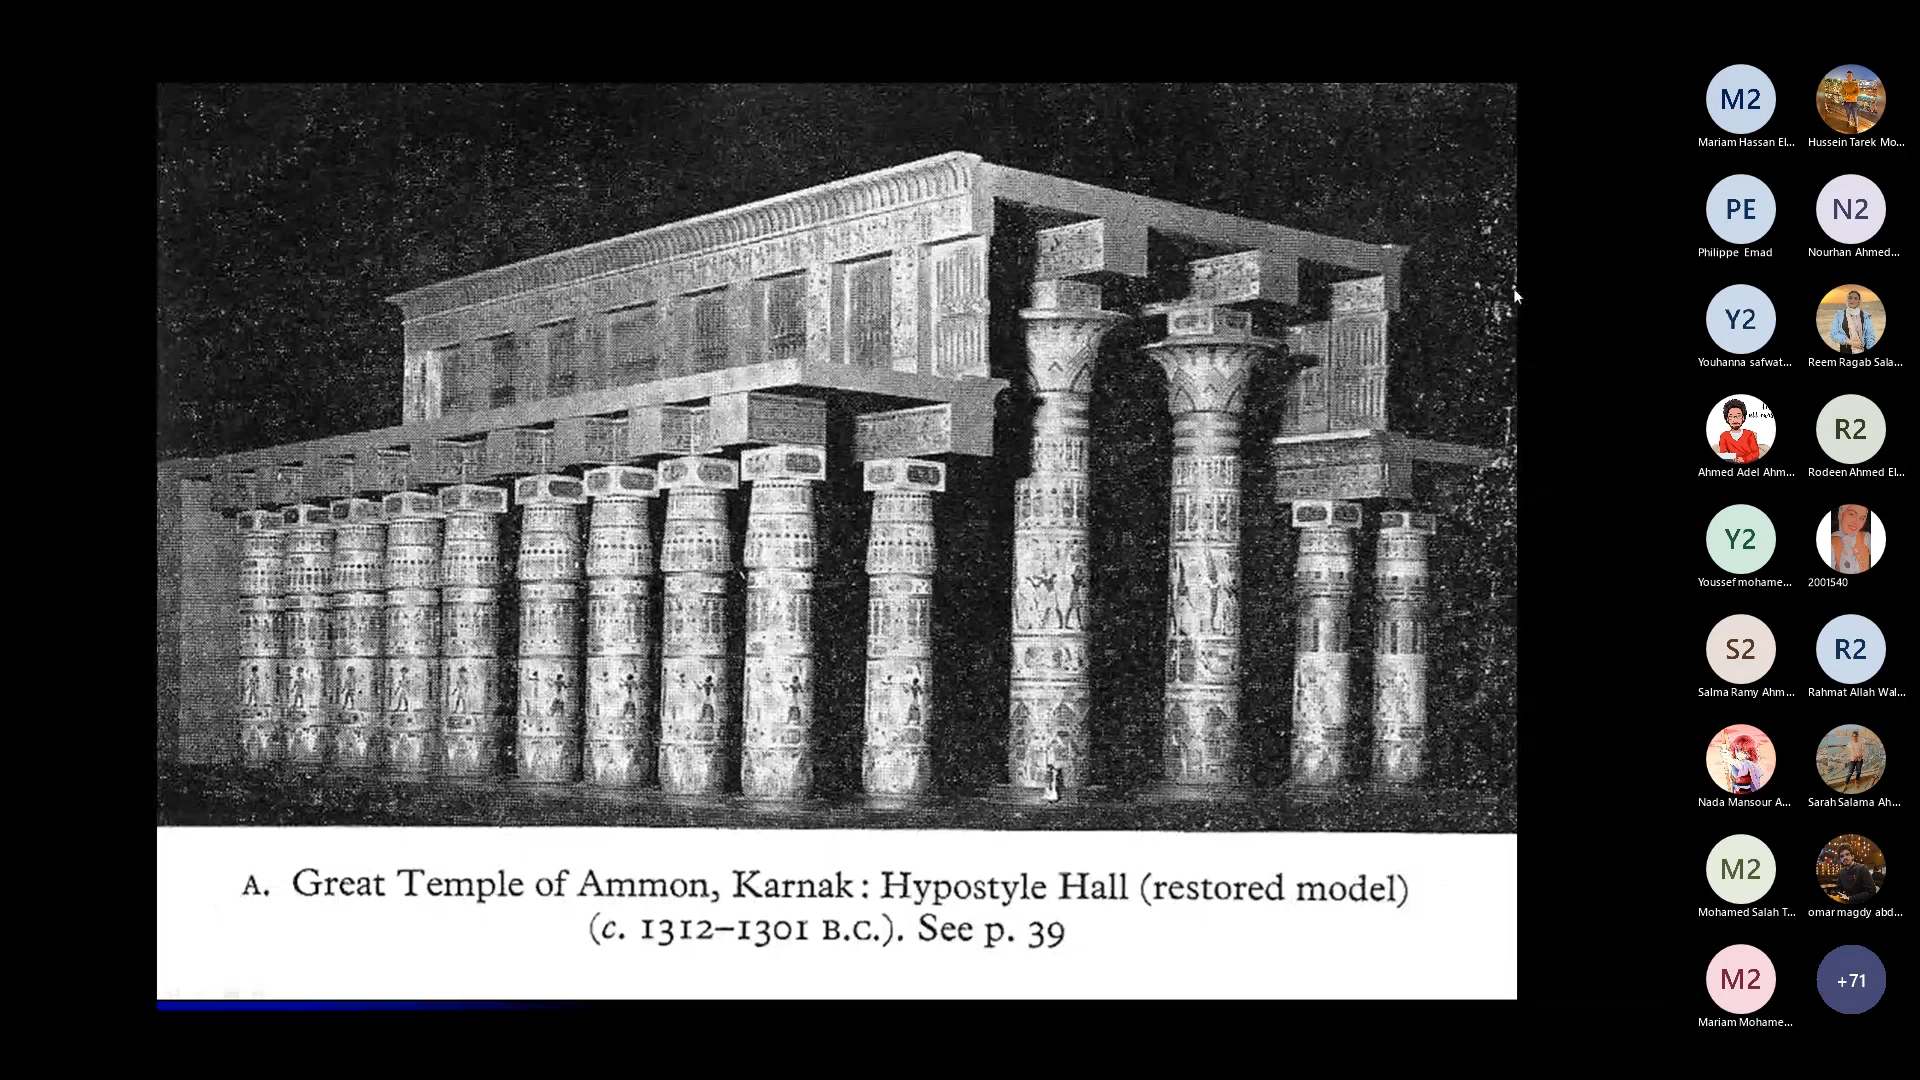 A. Great Temple of Ammon, Karnak: Hypostyle Hall (restored model)
(c. 1312–1301 B.C.). See p. 39
M2
Mariam Hassan El...
Hussein Tarek Mo...
PE
Philippe Emad
N2
Nourhan Ahmed...
Y2
Youhanna safwat...
Reem Ragab Sala...
Ahmed Adel Ahm...
R2
Rodeen Ahmed El...
Y2
Youssef mohame...
2001540
S2
Salma Ramy Ahm...
R2
Rahmat Allah Wal...
Nada Mansour A...
Sarah Salama Ah...
M2
Mohamed Salah T...
omar magdy abd...
M2
Mariam Mohame...
+71